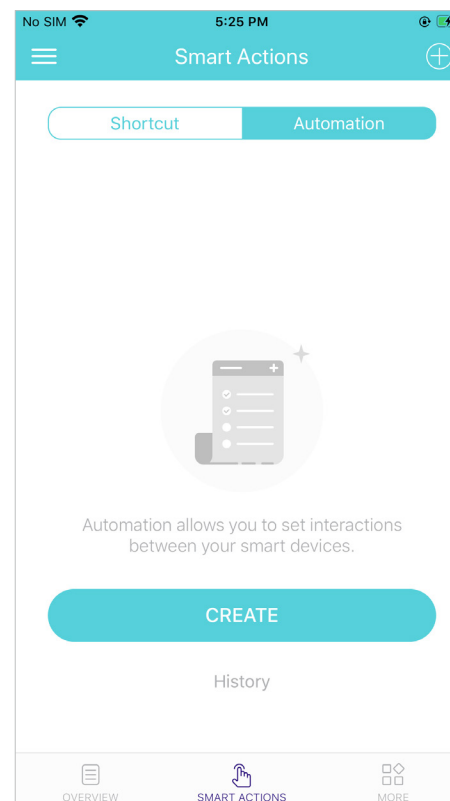 No SIM 5:25 PM
Smart Actions
Shortcut Automation
Automation allows you to set interactions
between your smart devices.
CREATE
History
OVERVIEW SMART ACTIONS MORE